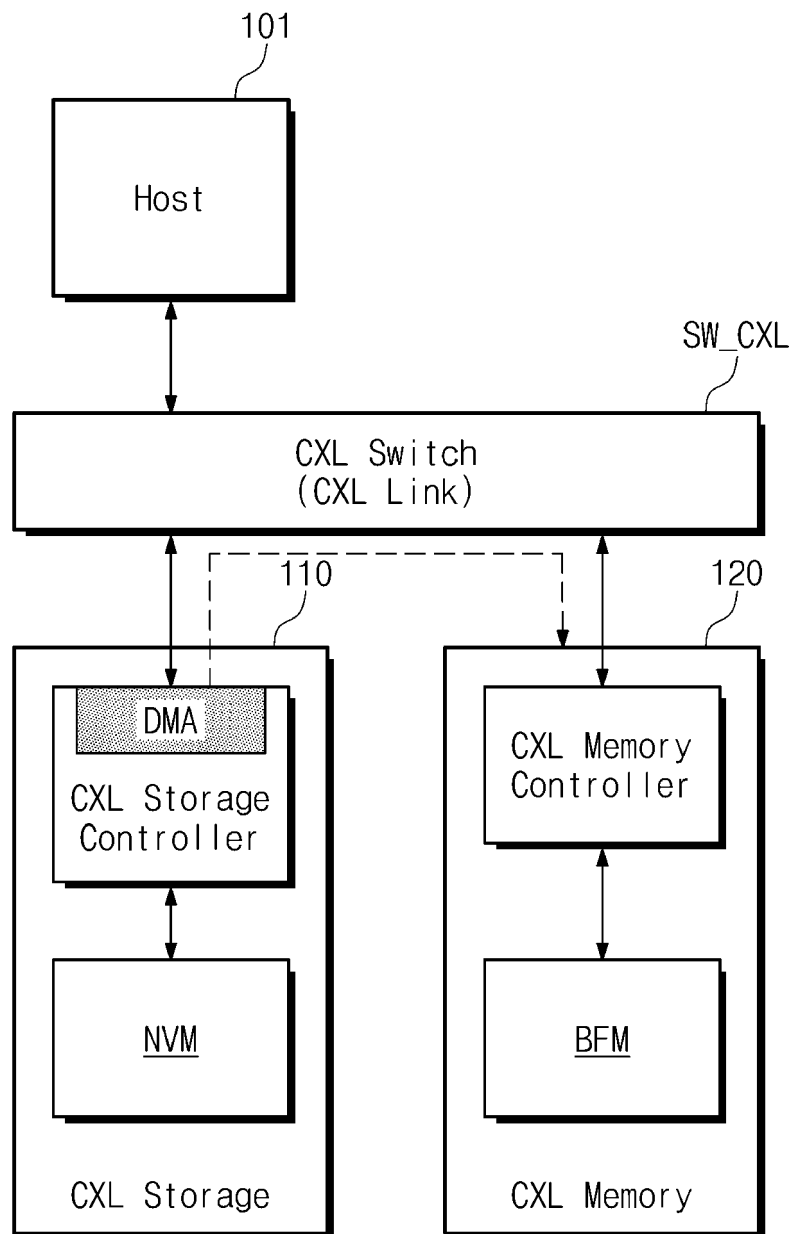 101
Host
SW_CXL
CXL Switch
(CXL Link)
110
120
DMA
CXL Storage
Controller
CXL Memory
Controller
NVM
BFM
CXL Storage
CXL Memory